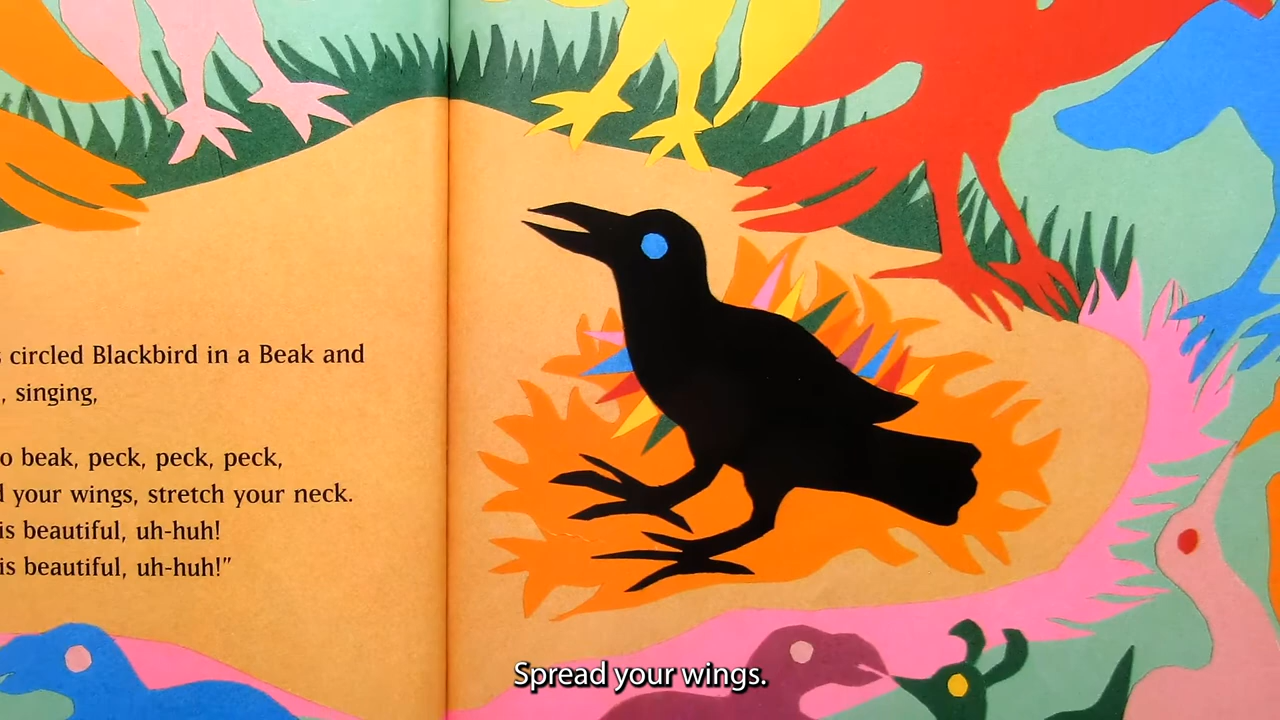 circled Blackbird in a Beak and
, singing,
o beak, peck, peck, peck,
your wings, stretch your neck.
is beautiful, uh-huh!
is beautiful, uh-huh!”
Spread your wings.